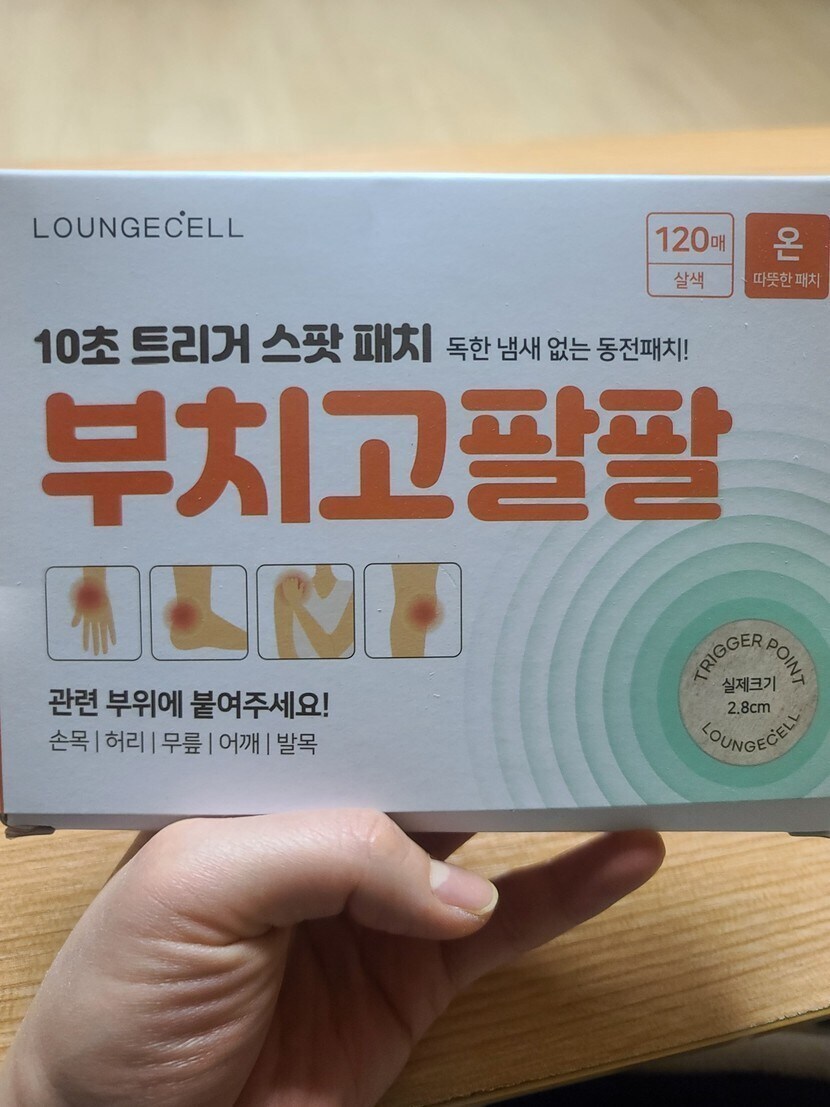 LOUNGECELL
120매
살색
온
따뜻한 패치
10초 트리거 스팟 패치 독한 냄새 없는 동전패치!
부치고팔팔
관련 부위에 붙여주세요!
손목 | 허리 | 무릎 | 어깨 | 발목
TRIGGER POINT
실제크기
2.8cm
LOUNGECELL